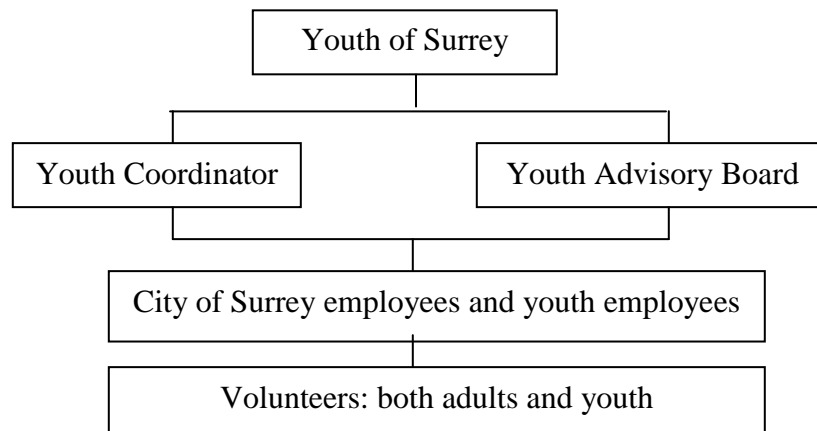 Youth of Surrey
Youth Coordinator
Youth Advisory Board
City of Surrey employees and youth employees
Volunteers: both adults and youth